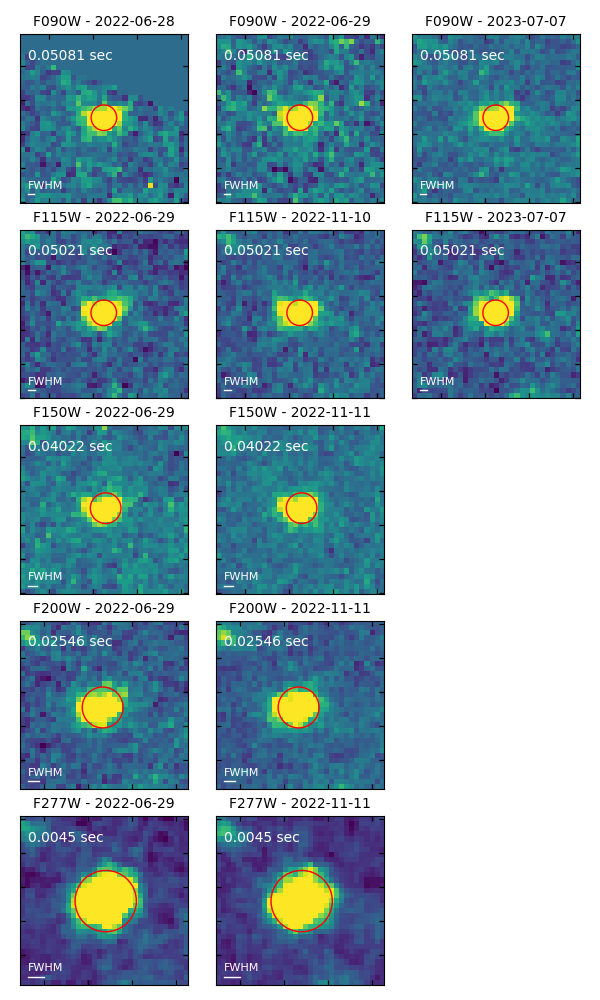 F090W - 2022-06-28
F090W - 2022-06-29
F090W - 2023-07-07
0.05081 sec
0.05081 sec
0.05081 sec
FWHM
FWHM
FWHM
F115W - 2022-06-29
F115W - 2022-11-10
F115W - 2023-07-07
0.05021 sec
0.05021 sec
0.05021 sec
FWHM
FWHM
FWHM
F150W - 2022-06-29
F150W - 2022-11-11
0.04022 sec
0.04022 sec
FWHM
FWHM
F200W - 2022-06-29
F200W - 2022-11-11
0.02546 sec
0.02546 sec
FWHM
FWHM
F277W - 2022-06-29
F277W - 2022-11-11
0.0045 sec
0.0045 sec
FWHM
FWHM